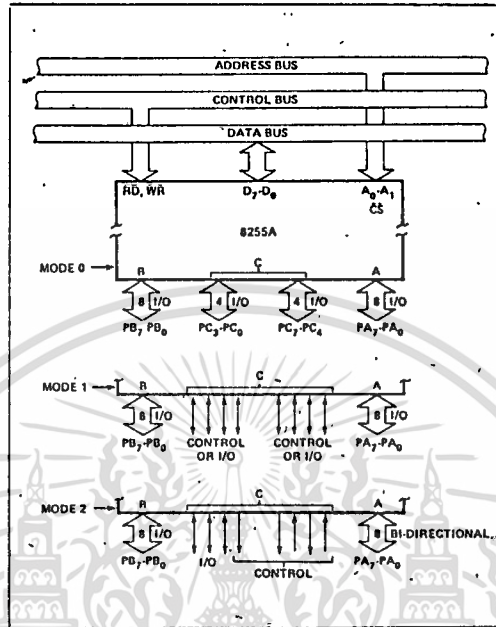 ADDRESS BUS
CONTROL BUS
DATA BUS
RD, WR D7-D0 A0-A1
CS
8255A
MODE 0 B C A
8 I/O 4 I/O 4 I/O 8 I/O
PB7 PB0 PC3-PC0 PC7-PC4 PA7-PA0
MODE 1 B C A
8 I/O 8 I/O
PB7-PB0 CONTROL CONTROL PA7-PA0
OR I/O OR I/O
MODE 2 B C A
8 I/O 8 BI-DIRECTIONAL
PB7-PB0 I/O PA7-PA0
CONTROL